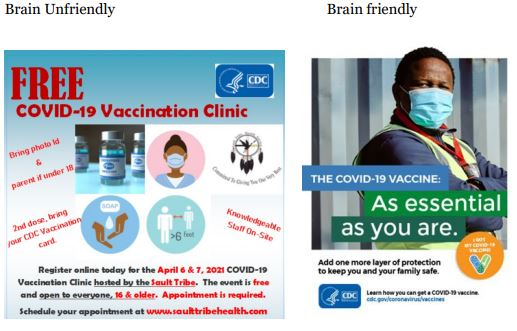 Brain Unfriendly
Brain friendly
FREE
CDC
COVID-19 Vaccination Clinic
Bring photo Id
&
parent if under 18
SOAP
>6 feet
2nd dose, bring
your CDC Vaccination
card.
Knowledgeable
Staff On-Site
Register online today for the April 6 & 7, 2021 COVID-19
Vaccination Clinic hosted by the Sault Tribe. The event is free
and open to everyone, 16 & older. Appointment is required.
Schedule your appointment at www.saulttribehealth.com
THE COVID-19 VACCINE:
As essential
as you are.
I GOT
MY COVID-19
VACCINE!
Add one more layer of protection
to keep you and your family safe.
CDC
Learn how you can get a COVID-19 vaccine.
cdc.gov/coronavirus/vaccines